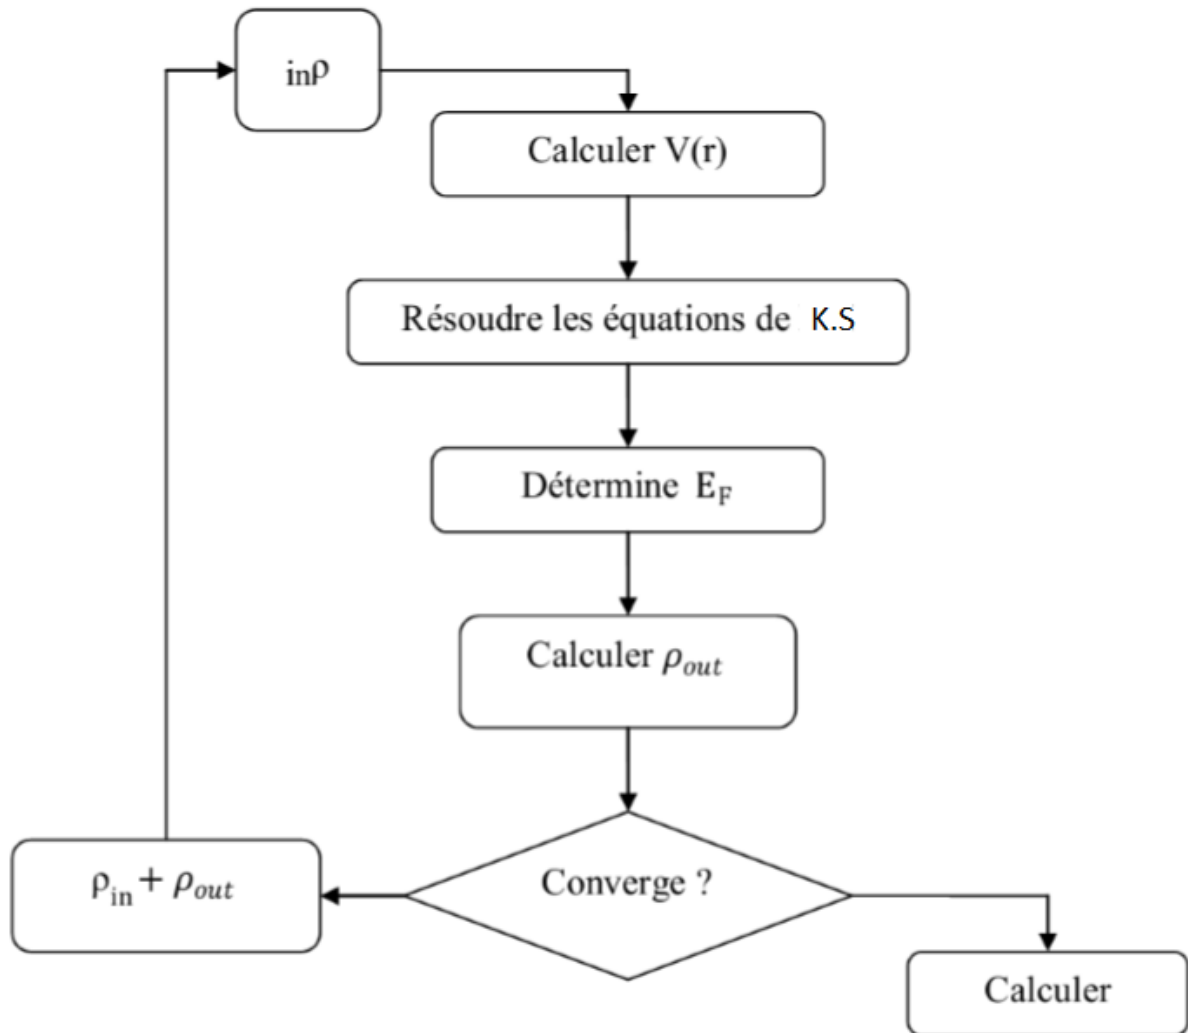 inρ
Calculer V(r)
Résoudre les équations de K.S
Détermine E_F
Calculer ρ_out
Converge ?
ρ_in + ρ_out
Calculer